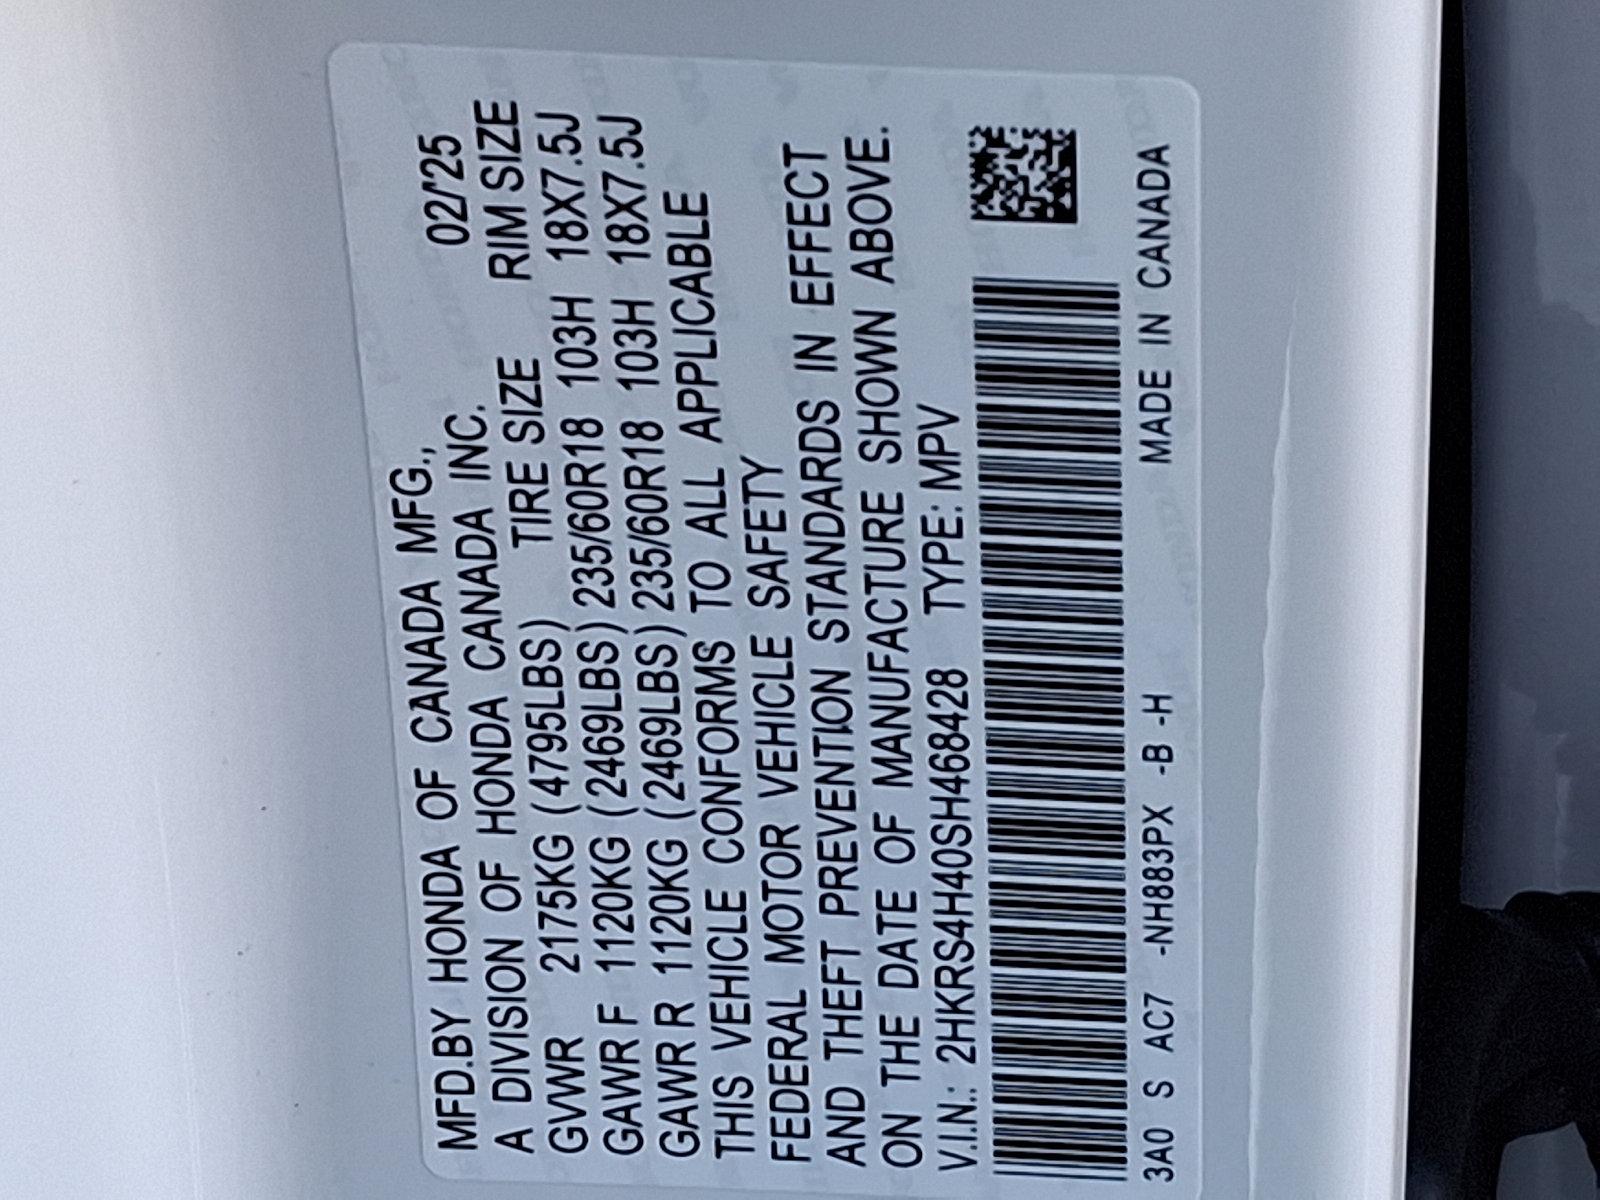 MFD.BY HONDA OF CANADA MFG., 02/'25
A DIVISION OF HONDA CANADA INC.
TIRE SIZE RIM SIZE
GVWR 2175KG (4795LBS)
GAWR F 1120KG (2469LBS) 235/60R18 103H 18X7.5J
GAWR R 1120KG (2469LBS) 235/60R18 103H 18X7.5J
THIS VEHICLE CONFORMS TO ALL APPLICABLE
FEDERAL MOTOR VEHICLE SAFETY
AND THEFT PREVENTION STANDARDS IN EFFECT
ON THE DATE OF MANUFACTURE SHOWN ABOVE.
V.I.N.: 2HKRS4H40SH468428 TYPE: MPV
3A0 S AC7 -NH883PX -B -H MADE IN CANADA